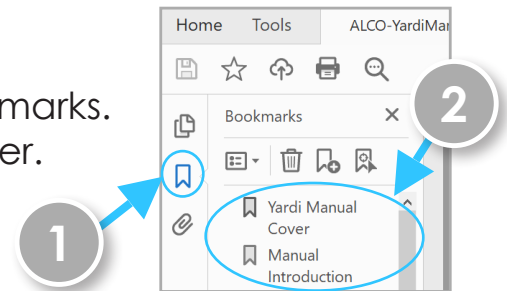 Home Tools ALCO-YardiMar
marks.
er.
Bookmarks
1
2
Yardi Manual
Cover
Manual
Introduction